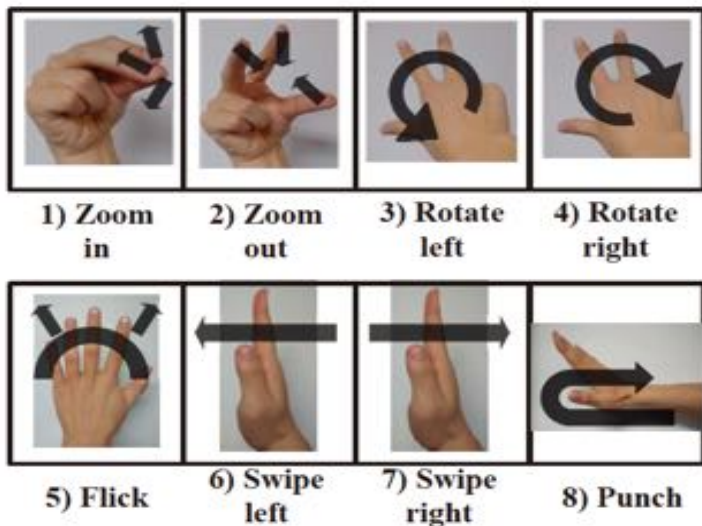 1) Zoom
in
2) Zoom
out
3) Rotate
left
4) Rotate
right
5) Flick
6) Swipe
left
7) Swipe
right
8) Punch